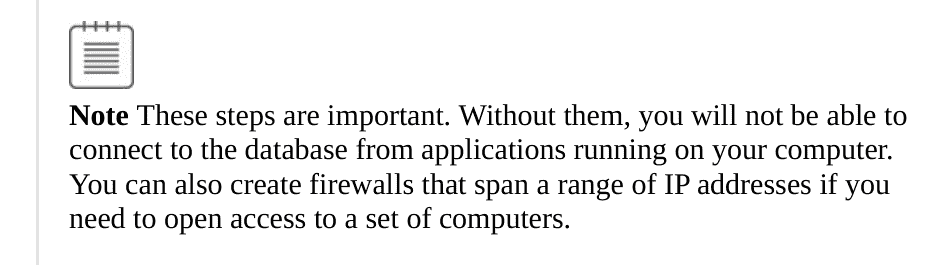 Note These steps are important. Without them, you will not be able to
connect to the database from applications running on your computer.
You can also create firewalls that span a range of IP addresses if you
need to open access to a set of computers.